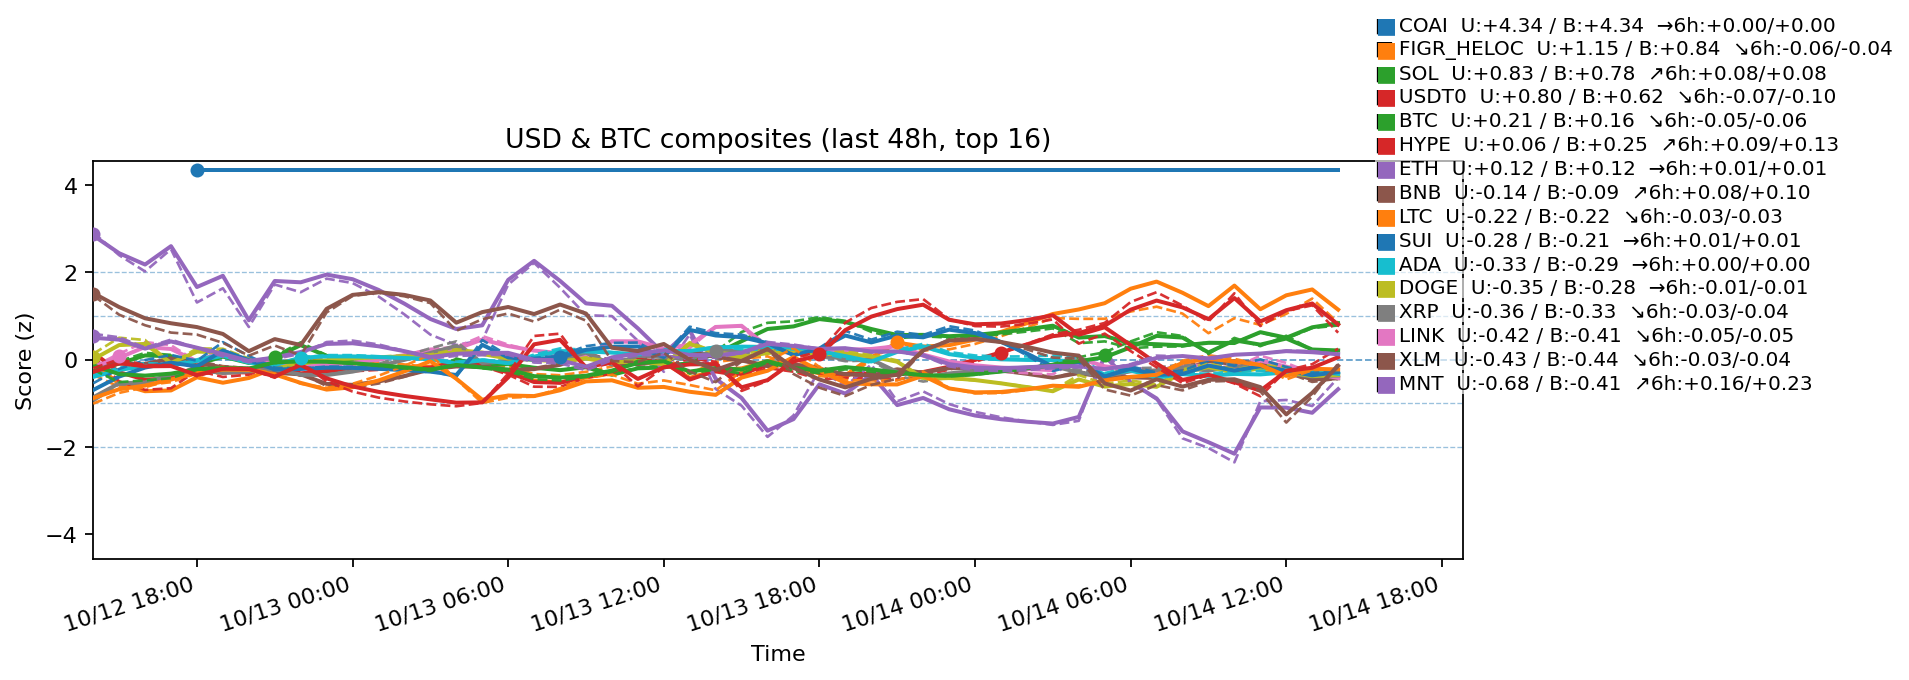 COAI  U:+4.34 / B:+4.34  →6h:+0.00/+0.00
FIGR_HELOC  U:+1.15 / B:+0.84  ↘6h:-0.06/-0.04
SOL  U:+0.83 / B:+0.78  ↗6h:+0.08/+0.08
USDT0  U:+0.80 / B:+0.62  ↘6h:-0.07/-0.10
BTC  U:+0.21 / B:+0.16  ↘6h:-0.05/-0.06
HYPE  U:+0.06 / B:+0.25  ↗6h:+0.09/+0.13
ETH  U:+0.12 / B:+0.12  →6h:+0.01/+0.01
BNB  U:-0.14 / B:-0.09  ↗6h:+0.08/+0.10
LTC  U:-0.22 / B:-0.22  ↘6h:-0.03/-0.03
SUI  U:-0.28 / B:-0.21  →6h:+0.01/+0.01
ADA  U:-0.33 / B:-0.29  →6h:+0.00/+0.00
DOGE  U:-0.35 / B:-0.28  →6h:-0.01/-0.01
XRP  U:-0.36 / B:-0.33  ↘6h:-0.03/-0.04
LINK  U:-0.42 / B:-0.41  ↘6h:-0.05/-0.05
XLM  U:-0.43 / B:-0.44  ↘6h:-0.03/-0.04
MNT  U:-0.68 / B:-0.41  ↗6h:+0.16/+0.23
USD & BTC composites (last 48h, top 16)
Score (z)
4
2
0
−2
−4
10/12 18:00
10/13 00:00
10/13 06:00
10/13 12:00
10/13 18:00
10/14 00:00
10/14 06:00
10/14 12:00
10/14 18:00
Time